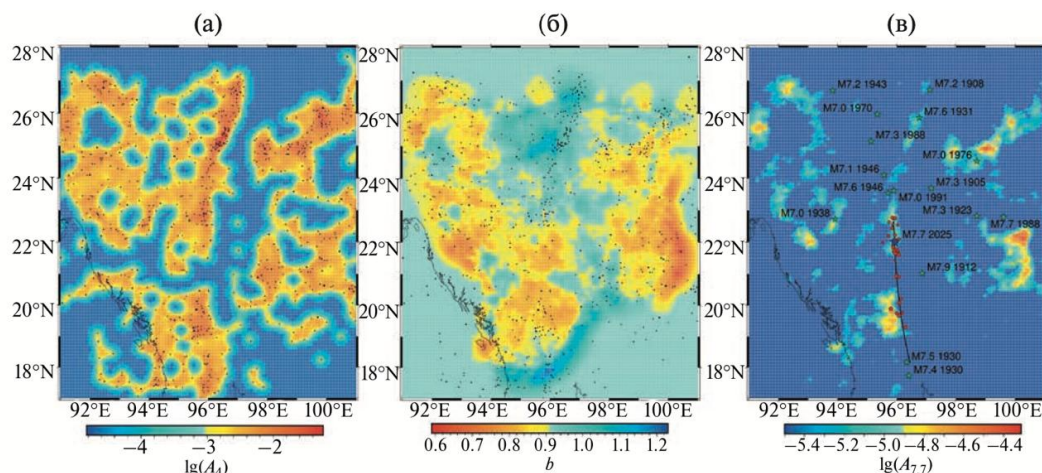 (а)
(б)
(в)
28°N
26°N
24°N
22°N
20°N
18°N
92°E 94°E 96°E 98°E 100°E
−4 −3 −2
lg(A₄)
28°N
26°N
24°N
22°N
20°N
18°N
92°E 94°E 96°E 98°E 100°E
0.6 0.7 0.8 0.9 1.0 1.1 1.2
b
28°N
26°N
24°N
22°N
20°N
18°N
M7.2 1943
M7.2 1908
M7.0 1970
M7.6 1931
M7.3 1988
M7.0 1976
M7.1 1946
M7.6 1946
M7.3 1905
M7.0 1991
M7.3 1923
M7.0 1938
M7.7 1988
M7.7 2025
M7.9 1912
M7.5 1930
M7.4 1930
92°E 94°E 96°E 98°E 100°E
−5.4 −5.2 −5.0 −4.8 −4.6 −4.4
lg(A₇.₇)